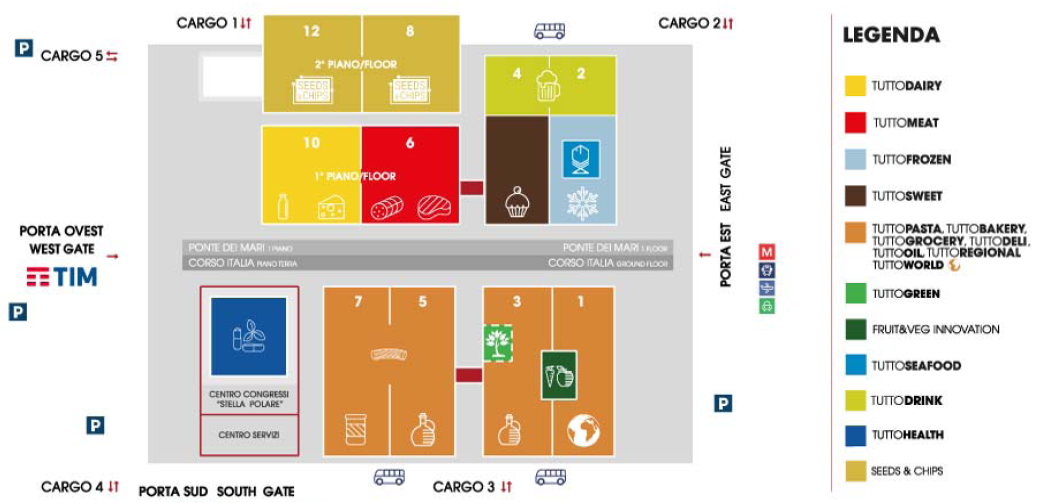 CARGO 1
CARGO 2
P
CARGO 5
12
8
2° PIANO/FLOOR
SEEDS
&CHIPS
SEEDS
&CHIPS
4
2
10
6
1° PIANO/FLOOR
PORTA EST EAST GATE
PORTA OVEST
WEST GATE
TIM
PONTE DEI MARI I PIANO
PONTE DEI MARI I FLOOR
CORSO ITALIA PIANO TERRA
CORSO ITALIA GROUND FLOOR
M
P
7
5
3
1
CENTRO CONGRESSI
"STELLA POLARE"
CENTRO SERVIZI
P
P
CARGO 4
PORTA SUD SOUTH GATE
CARGO 3
LEGENDA
TUTTODAIRY
TUTTOMEAT
TUTTOFROZEN
TUTTOSWEET
TUTTOPASTA, TUTTOBAKERY,
TUTTOGROCERY, TUTTODELI,
TUTTOOIL, TUTTOREGIONAL
TUTTOWORLD
TUTTOGREEN
FRUIT&VEG INNOVATION
TUTTOSEAFOOD
TUTTODRINK
TUTTOHEALTH
SEEDS & CHIPS